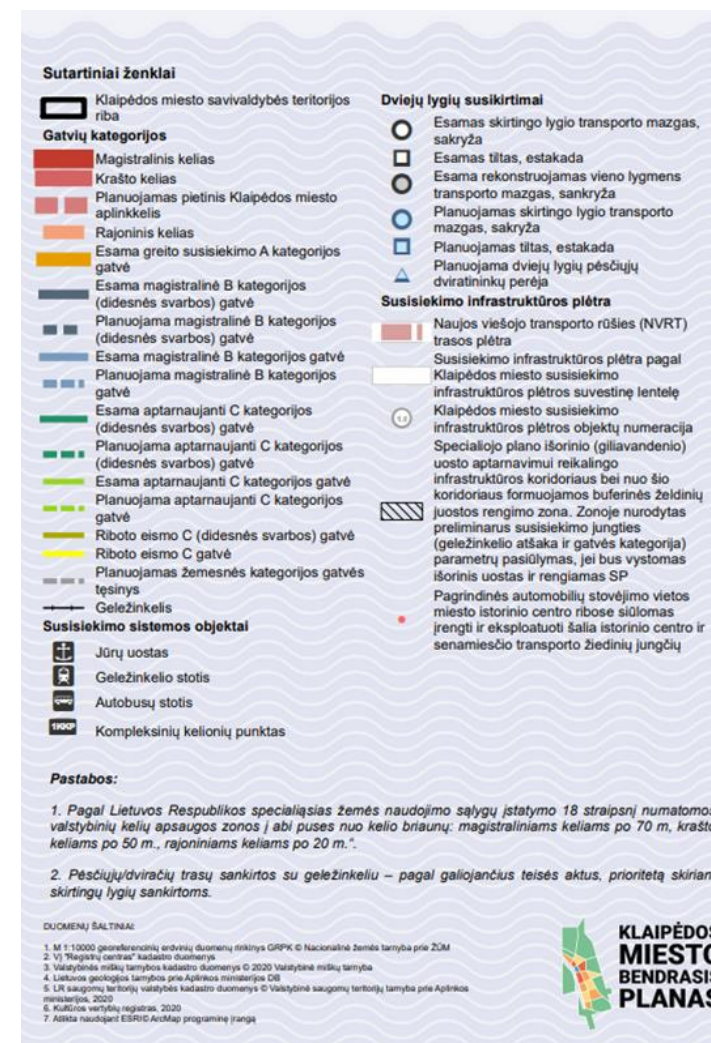 Sutartiniai ženklai
Klaipėdos miesto savivaldybės teritorijos
riba
Gatvių kategorijos
Magistralinis kelias
Krašto kelias
Planuojamas pietinis Klaipėdos miesto
aplinkkelis
Rajoninis kelias
Esama greito susisiekimo A kategorijos
gatvė
Esama magistralinė B kategorijos
(didesnės svarbos) gatvė
Planuojama magistralinė B kategorijos
(didesnės svarbos) gatvė
Esama magistralinė B kategorijos gatvė
Planuojama magistralinė B kategorijos
gatvė
Esama aptarnaujanti C kategorijos
(didesnės svarbos) gatvė
Planuojama aptarnaujanti C kategorijos
(didesnės svarbos) gatvė
Esama aptarnaujanti C kategorijos gatvė
Planuojama aptarnaujanti C kategorijos
gatvė
Riboto eismo C (didesnės svarbos) gatvė
Riboto eismo C gatvė
Planuojamas žemesnės kategorijos gatvės
tęsinys
Geležinkelis
Susisiekimo sistemos objektai
Jūrų uostas
Geležinkelio stotis
Autobusų stotis
1KKP
Kompleksinių kelionių punktas
Dviejų lygių susikirtimai
Esamas skirtingo lygio transporto mazgas,
sakryža
Esamas tiltas, estakada
Esama rekonstruojamas vieno lygmens
transporto mazgas, sankryža
Planuojamas skirtingo lygio transporto
mazgas, sakryža
Planuojamas tiltas, estakada
Planuojama dviejų lygių pėsčiųjų
dviratininkų perėja
Susisiekimo infrastruktūros plėtra
Naujos viešojo transporto rūšies (NVRT)
trasos plėtra
Susisiekimo infrastruktūros plėtra pagal
Klaipėdos miesto susisiekimo
infrastruktūros plėtros suvestinę lentelę
Klaipėdos miesto susisiekimo
infrastruktūros plėtros objektų numeracija
Specialiojo plano išorinio (giliavandenio)
uosto aptarnavimui reikalingo
infrastruktūros koridoriaus bei nuo šio
koridoriaus formuojamos buferinės želdinių
juostos rengimo zona. Zonoje nurodytas
preliminarus susisiekimo jungties
(geležinkelio atšaka ir gatvės kategorija)
parametrų pasiūlymas, jei bus vystomas
išorinis uostas ir rengiamas SP
Pagrindinės automobilių stovėjimo vietos
miesto istorinio centro ribose siūlomas
įrengti ir eksploatuoti šalia istorinio centro ir
senamiesčio transporto žiedinių jungčių
Pastabos:
1. Pagal Lietuvos Respublikos specialiąsias žemės naudojimo sąlygų įstatymo 18 straipsnį numatomos
valstybinių kelių apsaugos zonos į abi puses nuo kelio briaunų: magistraliniams keliams po 70 m, krašto
keliams po 50 m., rajoniniams keliams po 20 m.“.
2. Pėsčiųjų/dviračių trasų sankirtos su geležinkeliu – pagal galiojančius teisės aktus, prioritetą skirian
skirtingų lygių sankirtoms.
DUOMENŲ ŠALTINIAI:
1. M 1:10000 georeferencinių erdvinių duomenų rinkinys GRPK © Nacionalinė žemės tarnyba prie ŽŪM
2. VĮ "Registrų centras" kadastro duomenys
3. Valstybinės miškų tarnybos kadastro duomenys © 2020 Valstybinė miškų tarnyba
4. Lietuvos geologijos tarnybos prie Aplinkos ministerijos DB
5. LR saugomų teritorijų valstybės kadastro duomenys © Valstybinė saugomų teritorijų tarnyba prie Aplinkos
ministerijos, 2020
6. Kultūros vertybių registras, 2020
7. Atlikta naudojant ESRI© ArcMap programinę įrangą
KLAIPĖDOS
MIESTO
BENDRASIS
PLANAS